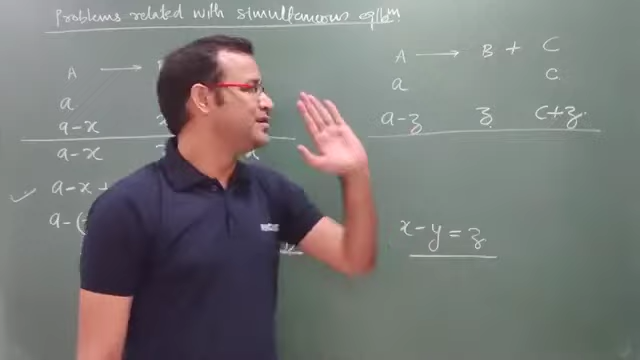 Problems related with simultaneous eqlbm
A ⟶
a
a-x
a-x
✓ a-x+
a-(
A ⟶ B + C
a c
a-z z c+z
x-y=z